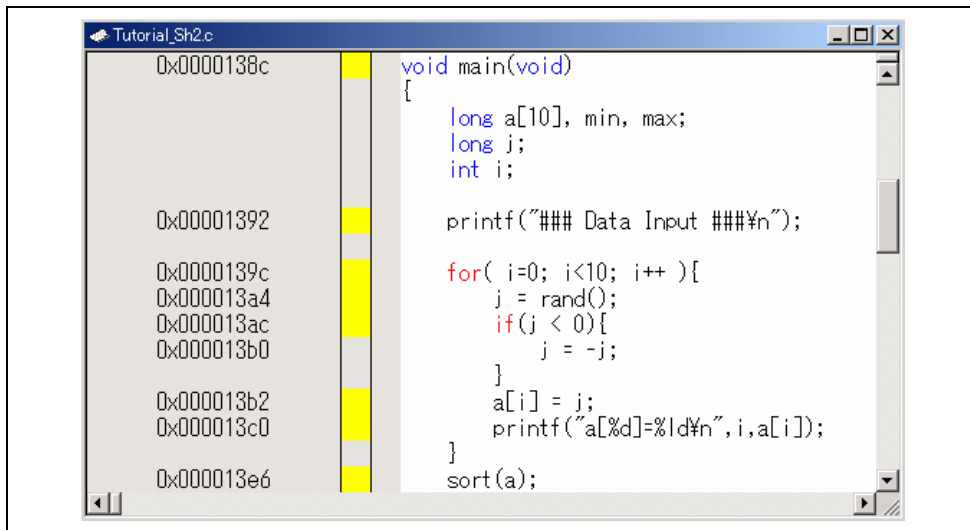 Tutorial_Sh2.c
0x0000138c void main(void)
{
long a[10], min, max;
long j;
int i;
0x00001392 printf("### Data Input ###¥n");
0x0000139c for( i=0; i<10; i++ ){
0x000013a4 j = rand();
0x000013ac if(j < 0){
0x000013b0 j = -j;
}
0x000013b2 a[i] = j;
0x000013c0 printf("a[%d]=%ld¥n",i,a[i]);
}
0x000013e6 sort(a);